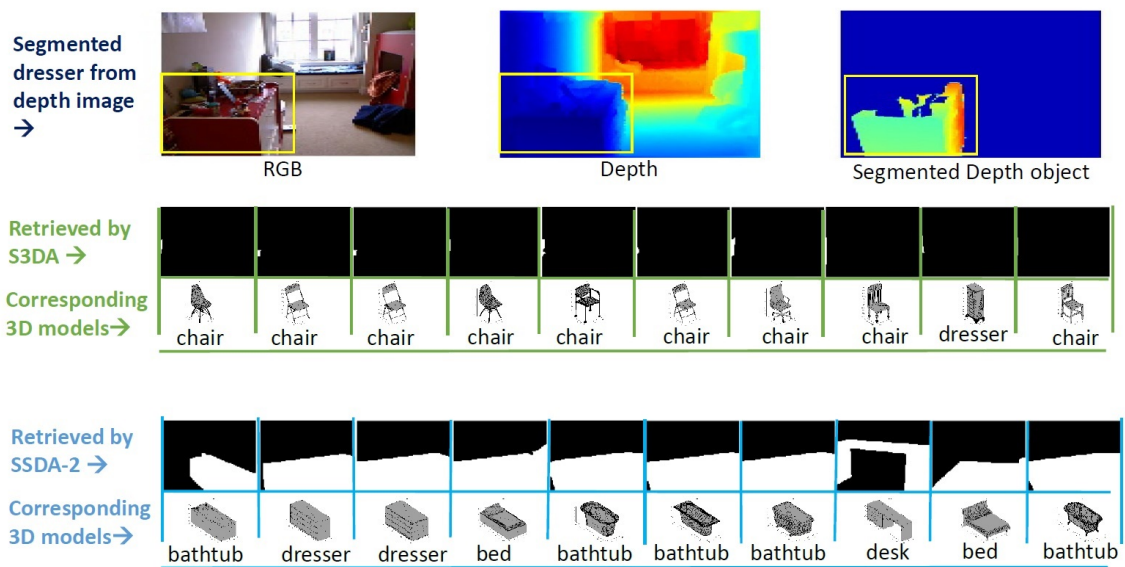 Segmented
dresser from
depth image
→
RGB
Depth
Segmented Depth object
Retrieved by
S3DA →
Corresponding
3D models→
chair
chair
chair
chair
chair
chair
chair
chair
dresser
chair
Retrieved by
SSDA-2 →
Corresponding
3D models→
bathtub
dresser
dresser
bed
bathtub
bathtub
bathtub
desk
bed
bathtub